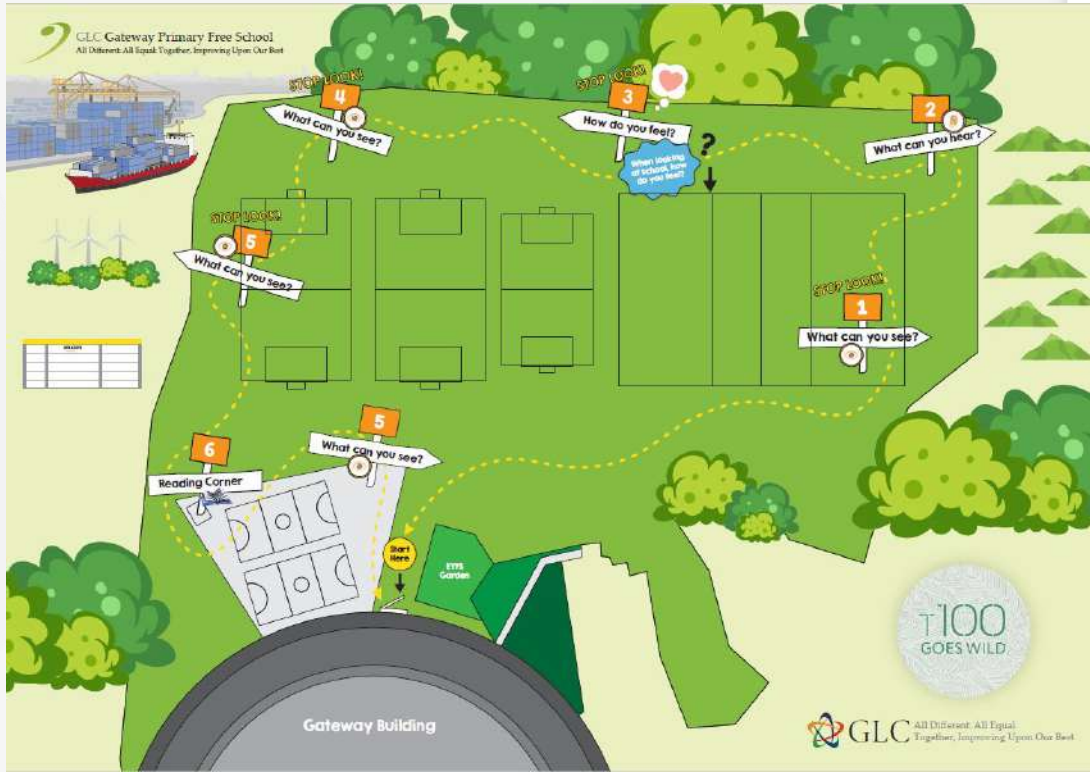 GLC Gateway Primary Free School
All Different: All Equal Together, Improving Upon Our Best
STOP LOOK!
4
What can you see?
STOP LOOK!
3
How do you feel?
When looking
at school, how
do you feel?
?
2
What can you hear?
STOP LOOK!
5
What can you see?
STOP LOOK!
1
What can you see?
5
What can you see?
6
Reading Corner
Start
Here
EYFS
Garden
T100
GOES WILD
Gateway Building
GLC
All Different: All Equal
Together, Improving Upon Our Best